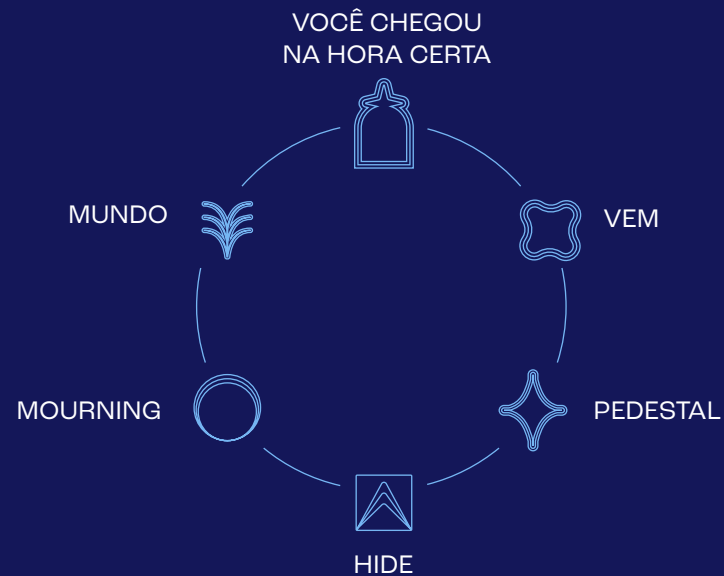 VOCÊ CHEGOU
NA HORA CERTA
MUNDO
VEM
MOURNING
PEDESTAL
HIDE